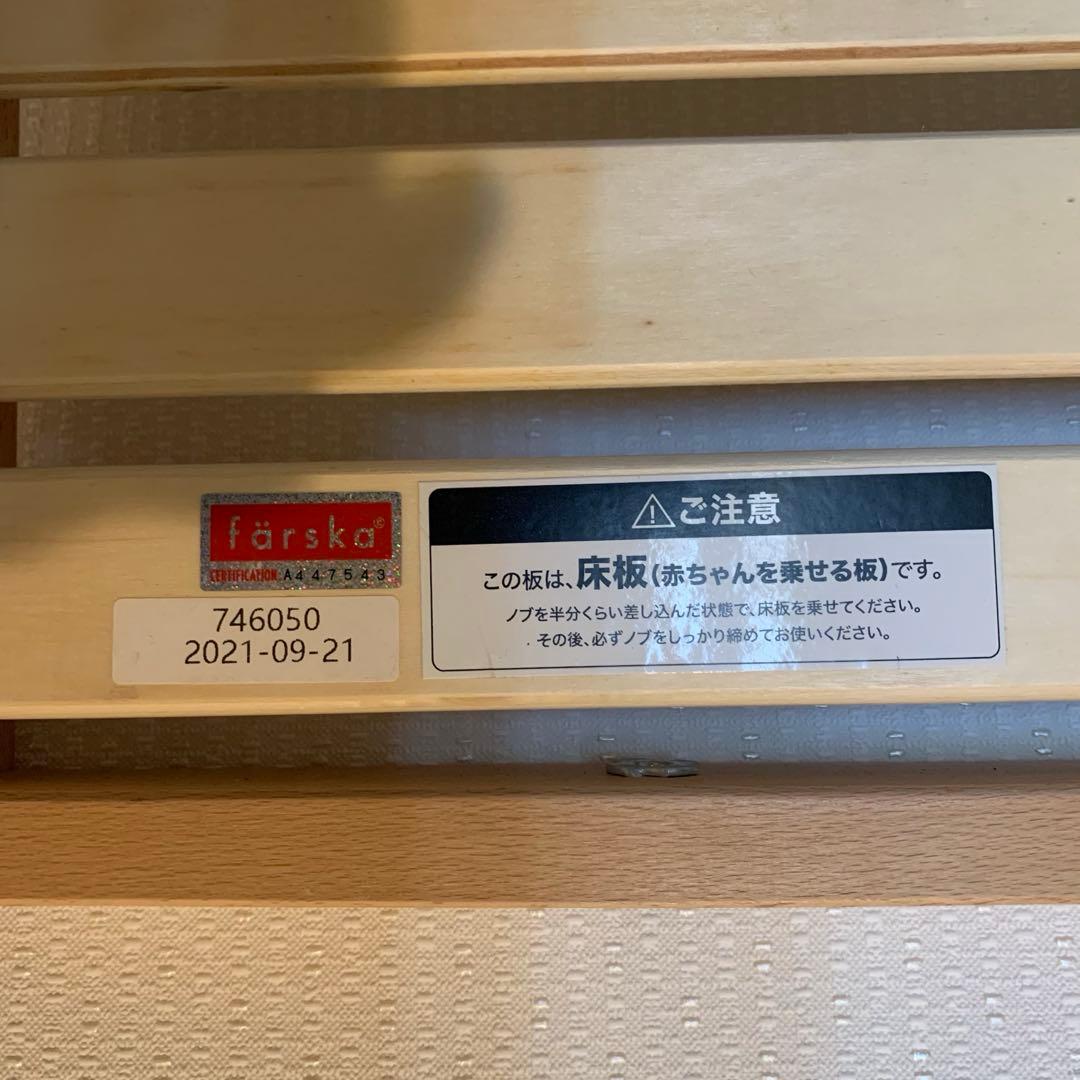 färska©
CERTIFICATION A447543
746050
2021-09-21
⚠ご注意
この板は、床板(赤ちゃんを乗せる板)です。
ノブを半分くらい差し込んだ状態で、床板を乗せてください。
その後、必ずノブをしっかり締めてお使いください。